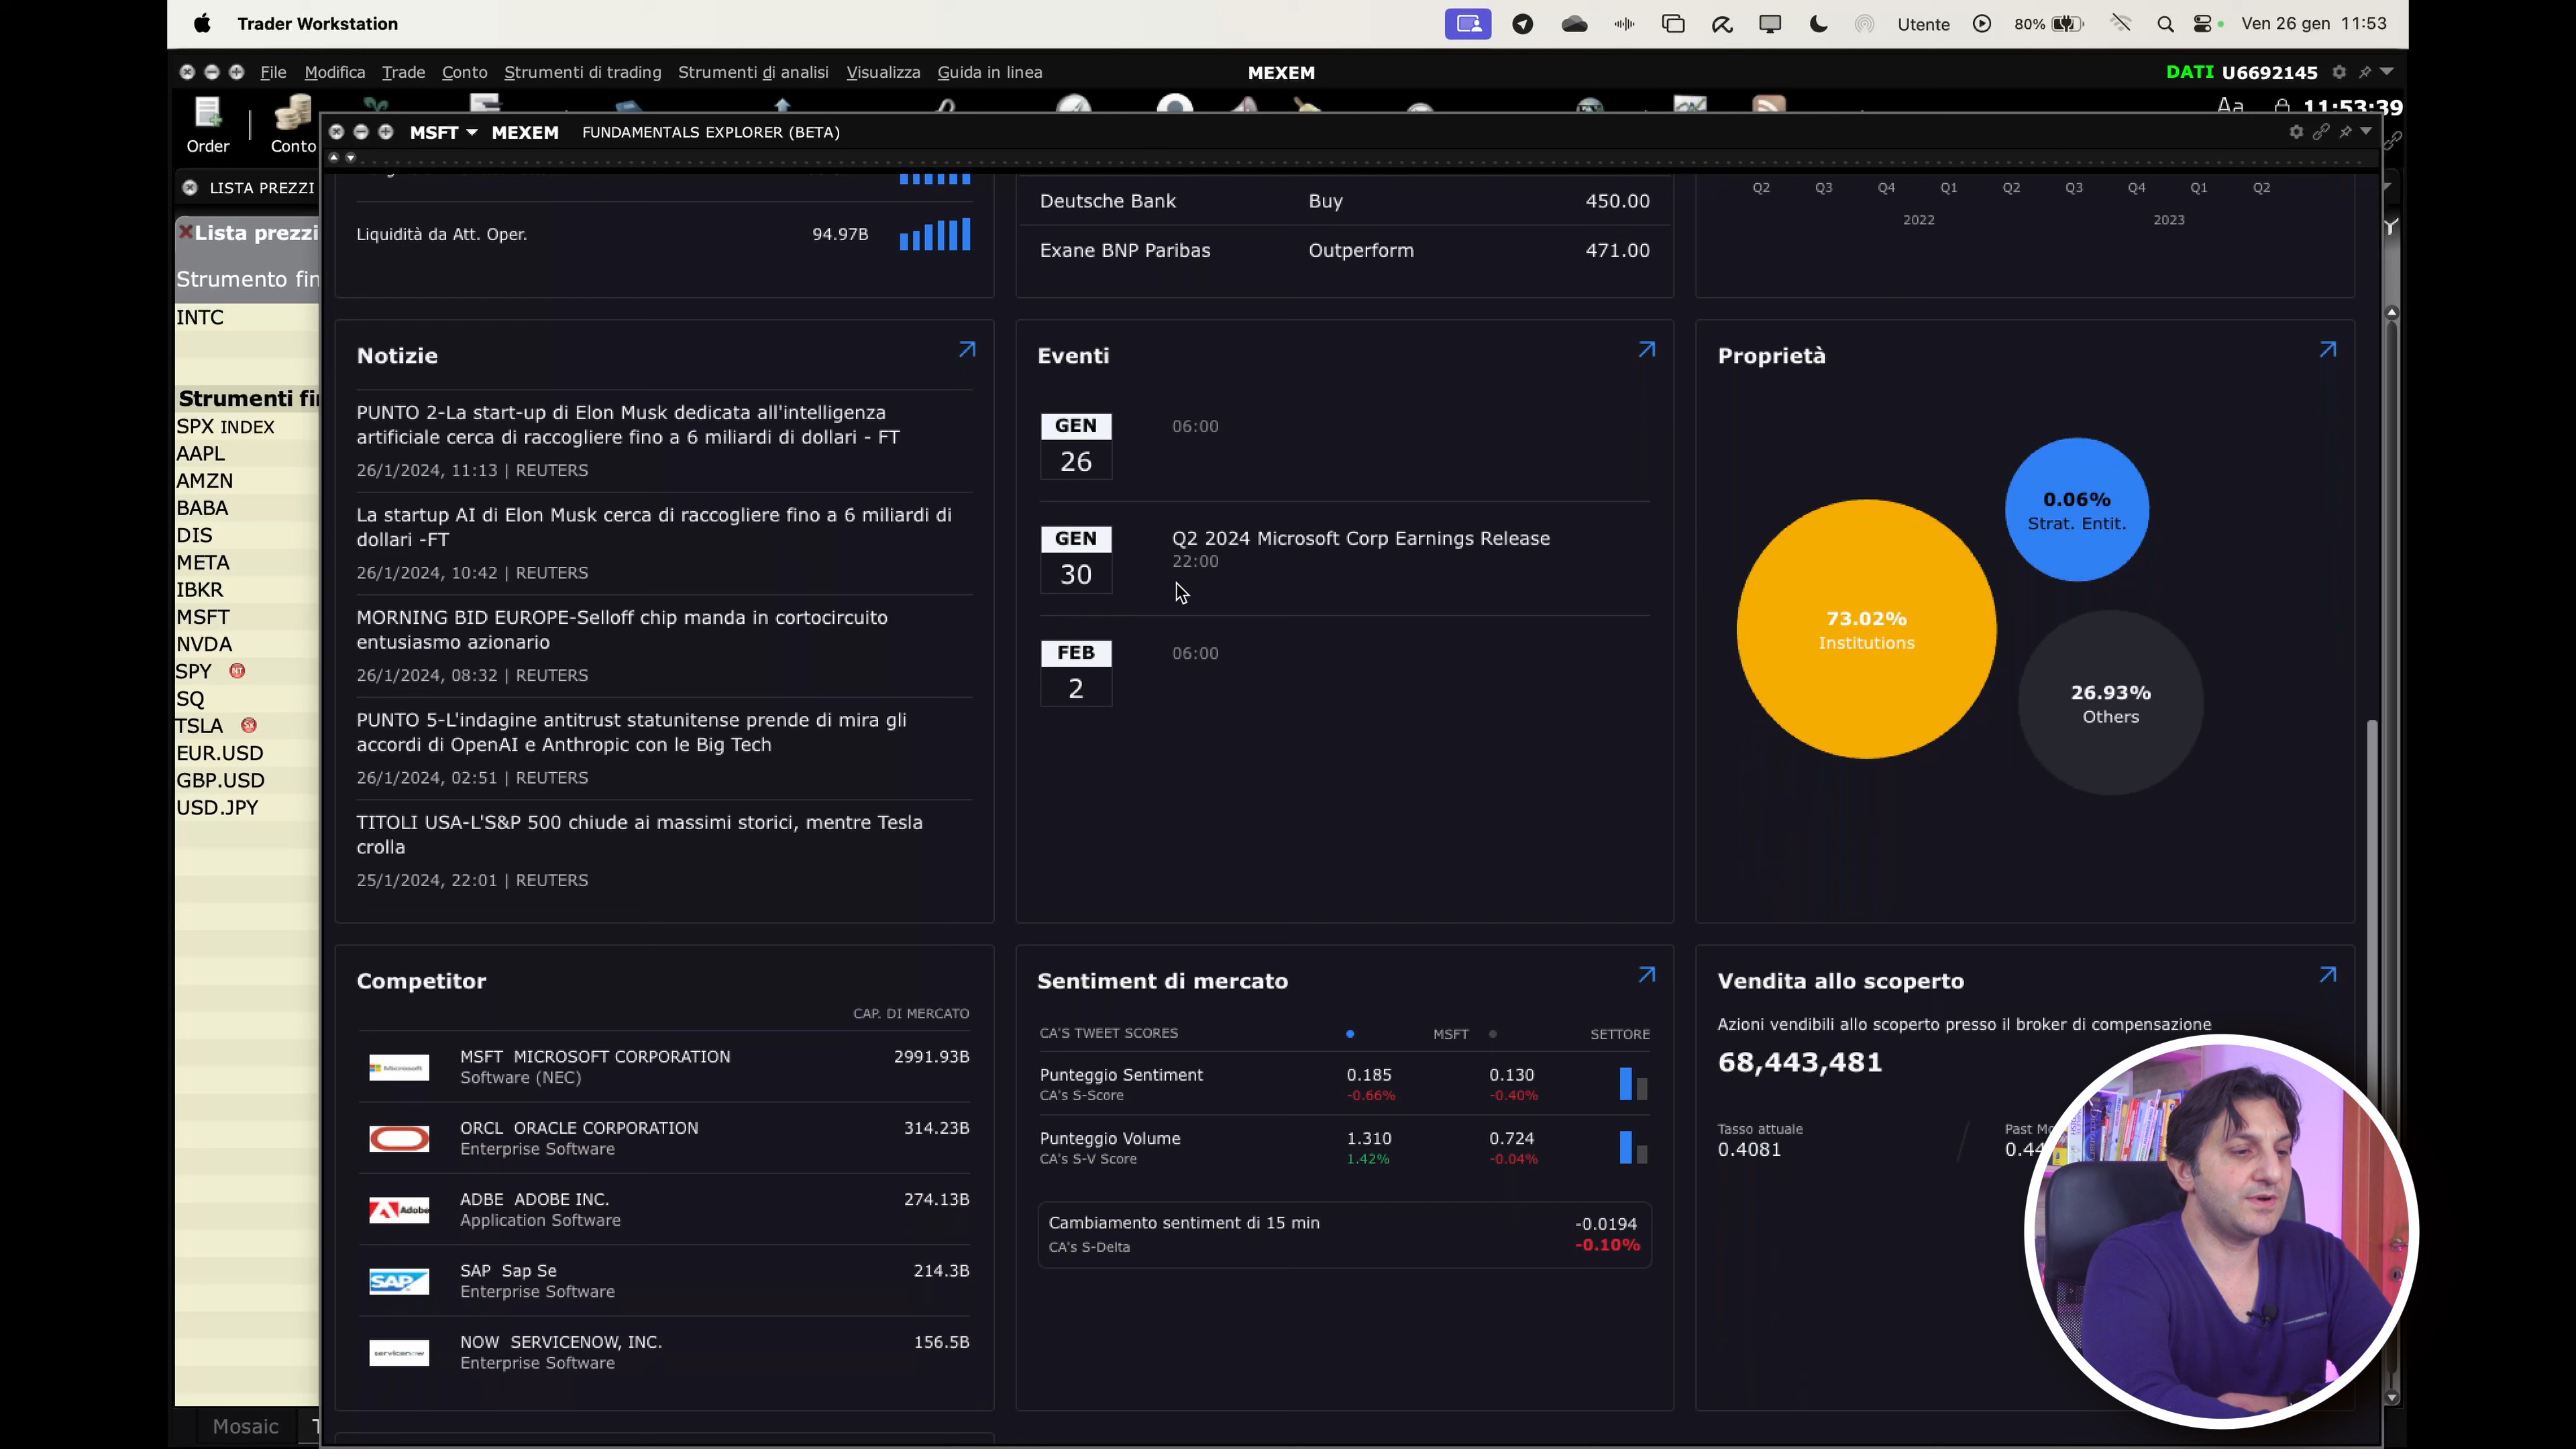 Trader Workstation
Utente
80%
Ven 26 gen 11:53
File Modifica Trade Conto Strumenti di trading Strumenti di analisi Visualizza Guida in linea
MEXEM
DATI U6692145
Order
Conto
Aa
11:53:39
MSFT MEXEM FUNDAMENTALS EXPLORER (BETA)
LISTA PREZZI
Lista prezzi
Strumento fin
INTC
Strumenti fi
SPX INDEX
AAPL
AMZN
BABA
DIS
META
IBKR
MSFT
NVDA
SPY
SQ
TSLA
EUR.USD
GBP.USD
USD.JPY
Mosaic
Liquidità da Att. Oper. 94.97B
Deutsche Bank Buy 450.00
Exane BNP Paribas Outperform 471.00
Q2 Q3 Q4 Q1 Q2 Q3 Q4 Q1 Q2
2022 2023
Notizie
PUNTO 2-La start-up di Elon Musk dedicata all'intelligenza
artificiale cerca di raccogliere fino a 6 miliardi di dollari - FT
26/1/2024, 11:13 | REUTERS
La startup AI di Elon Musk cerca di raccogliere fino a 6 miliardi di
dollari -FT
26/1/2024, 10:42 | REUTERS
MORNING BID EUROPE-Selloff chip manda in cortocircuito
entusiasmo azionario
26/1/2024, 08:32 | REUTERS
PUNTO 5-L'indagine antitrust statunitense prende di mira gli
accordi di OpenAI e Anthropic con le Big Tech
26/1/2024, 02:51 | REUTERS
TITOLI USA-L'S&P 500 chiude ai massimi storici, mentre Tesla
crolla
25/1/2024, 22:01 | REUTERS
Eventi
GEN
26
06:00
GEN
30
Q2 2024 Microsoft Corp Earnings Release
22:00
FEB
2
06:00
Proprietà
0.06%
Strat. Entit.
73.02%
Institutions
26.93%
Others
Competitor
CAP. DI MERCATO
Microsoft
MSFT MICROSOFT CORPORATION 2991.93B
Software (NEC)
ORCL ORACLE CORPORATION 314.23B
Enterprise Software
Adobe
ADBE ADOBE INC. 274.13B
Application Software
SAP
SAP Sap Se 214.3B
Enterprise Software
servicenow
NOW SERVICENOW, INC. 156.5B
Enterprise Software
Sentiment di mercato
CA'S TWEET SCORES MSFT SETTORE
Punteggio Sentiment 0.185 0.130
CA's S-Score -0.66% -0.40%
Punteggio Volume 1.310 0.724
CA's S-V Score 1.42% -0.04%
Cambiamento sentiment di 15 min -0.0194
CA's S-Delta -0.10%
Vendita allo scoperto
Azioni vendibili allo scoperto presso il broker di compensazione
68,443,481
Tasso attuale
0.4081
Past
0.44